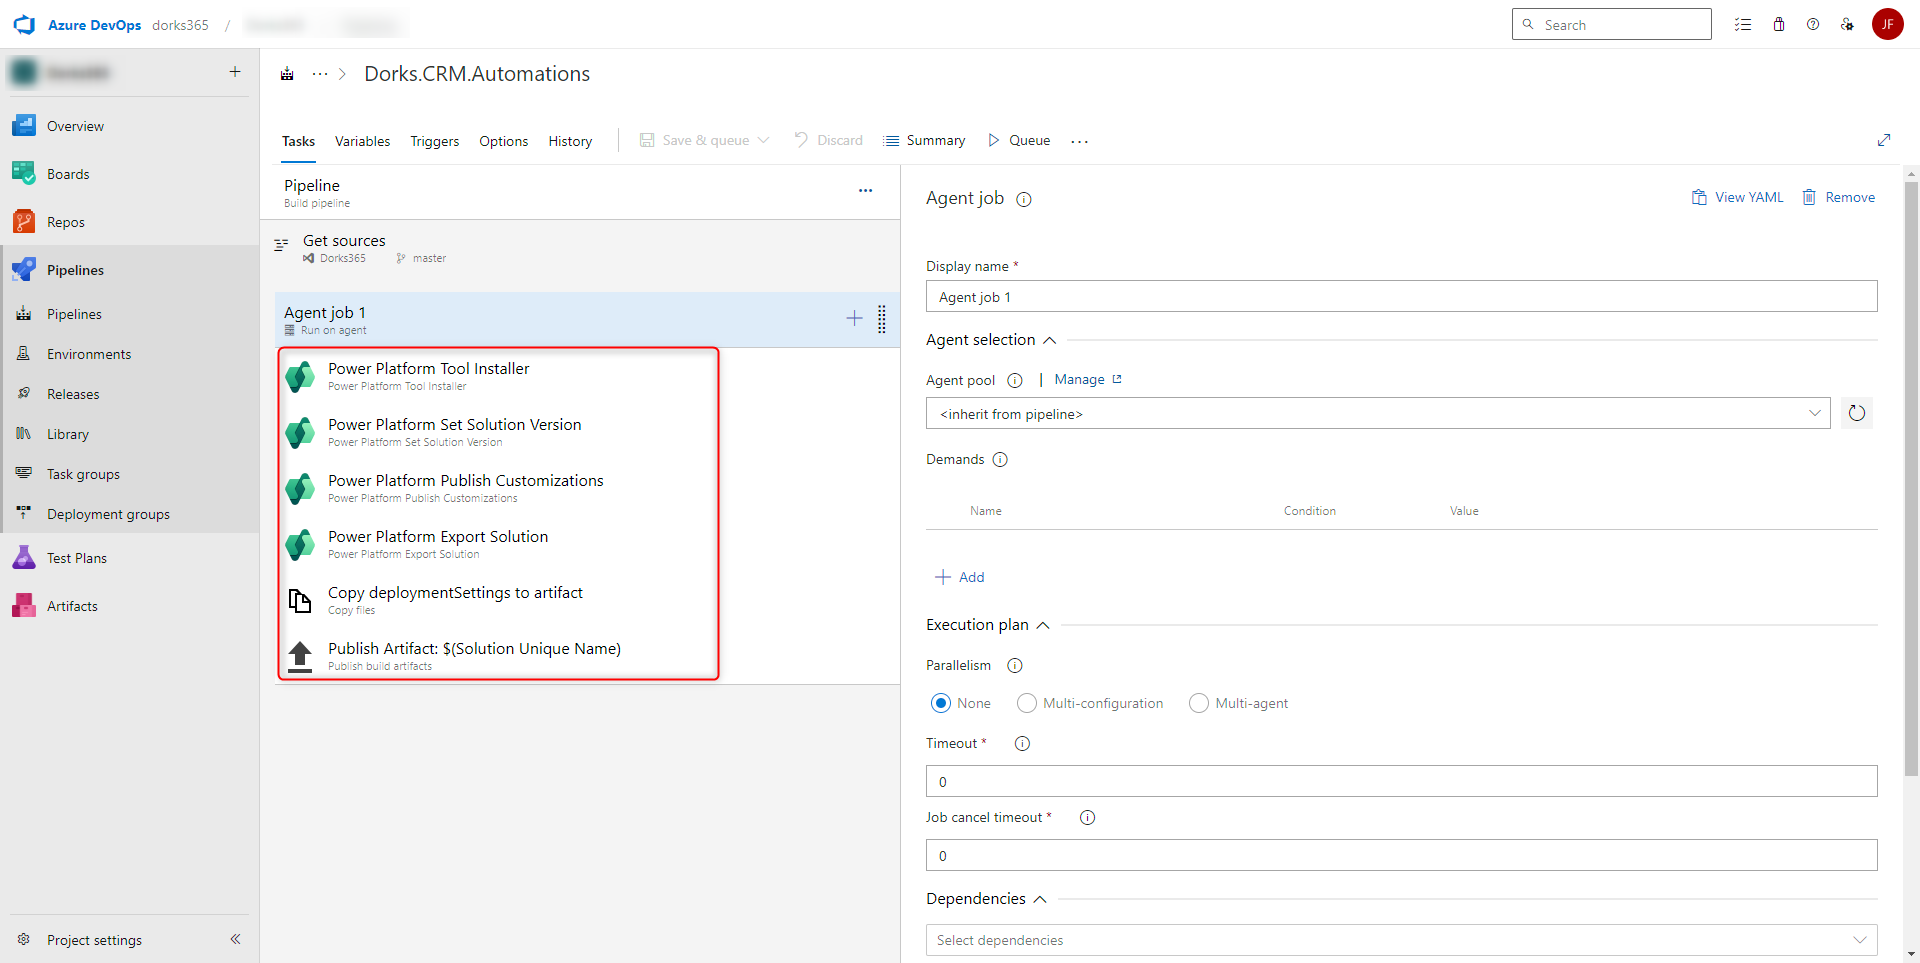 Azure DevOps dorks365 /
Search
JF
Dorks.CRM.Automations
Overview
Boards
Repos
Pipelines
Pipelines
Environments
Releases
Library
Task groups
Deployment groups
Test Plans
Artifacts
Project settings
Tasks Variables Triggers Options History Save & queue Discard Summary Queue
Pipeline
Build pipeline
Get sources
Dorks365 master
Agent job 1
Run on agent
Power Platform Tool Installer
Power Platform Tool Installer
Power Platform Set Solution Version
Power Platform Set Solution Version
Power Platform Publish Customizations
Power Platform Publish Customizations
Power Platform Export Solution
Power Platform Export Solution
Copy deploymentSettings to artifact
Copy files
Publish Artifact: $(Solution Unique Name)
Publish build artifacts
Agent job View YAML Remove
Display name *
Agent job 1
Agent selection
Agent pool | Manage
<inherit from pipeline>
Demands
Name Condition Value
Add
Execution plan
Parallelism
None Multi-configuration Multi-agent
Timeout *
0
Job cancel timeout *
0
Dependencies
Select dependencies